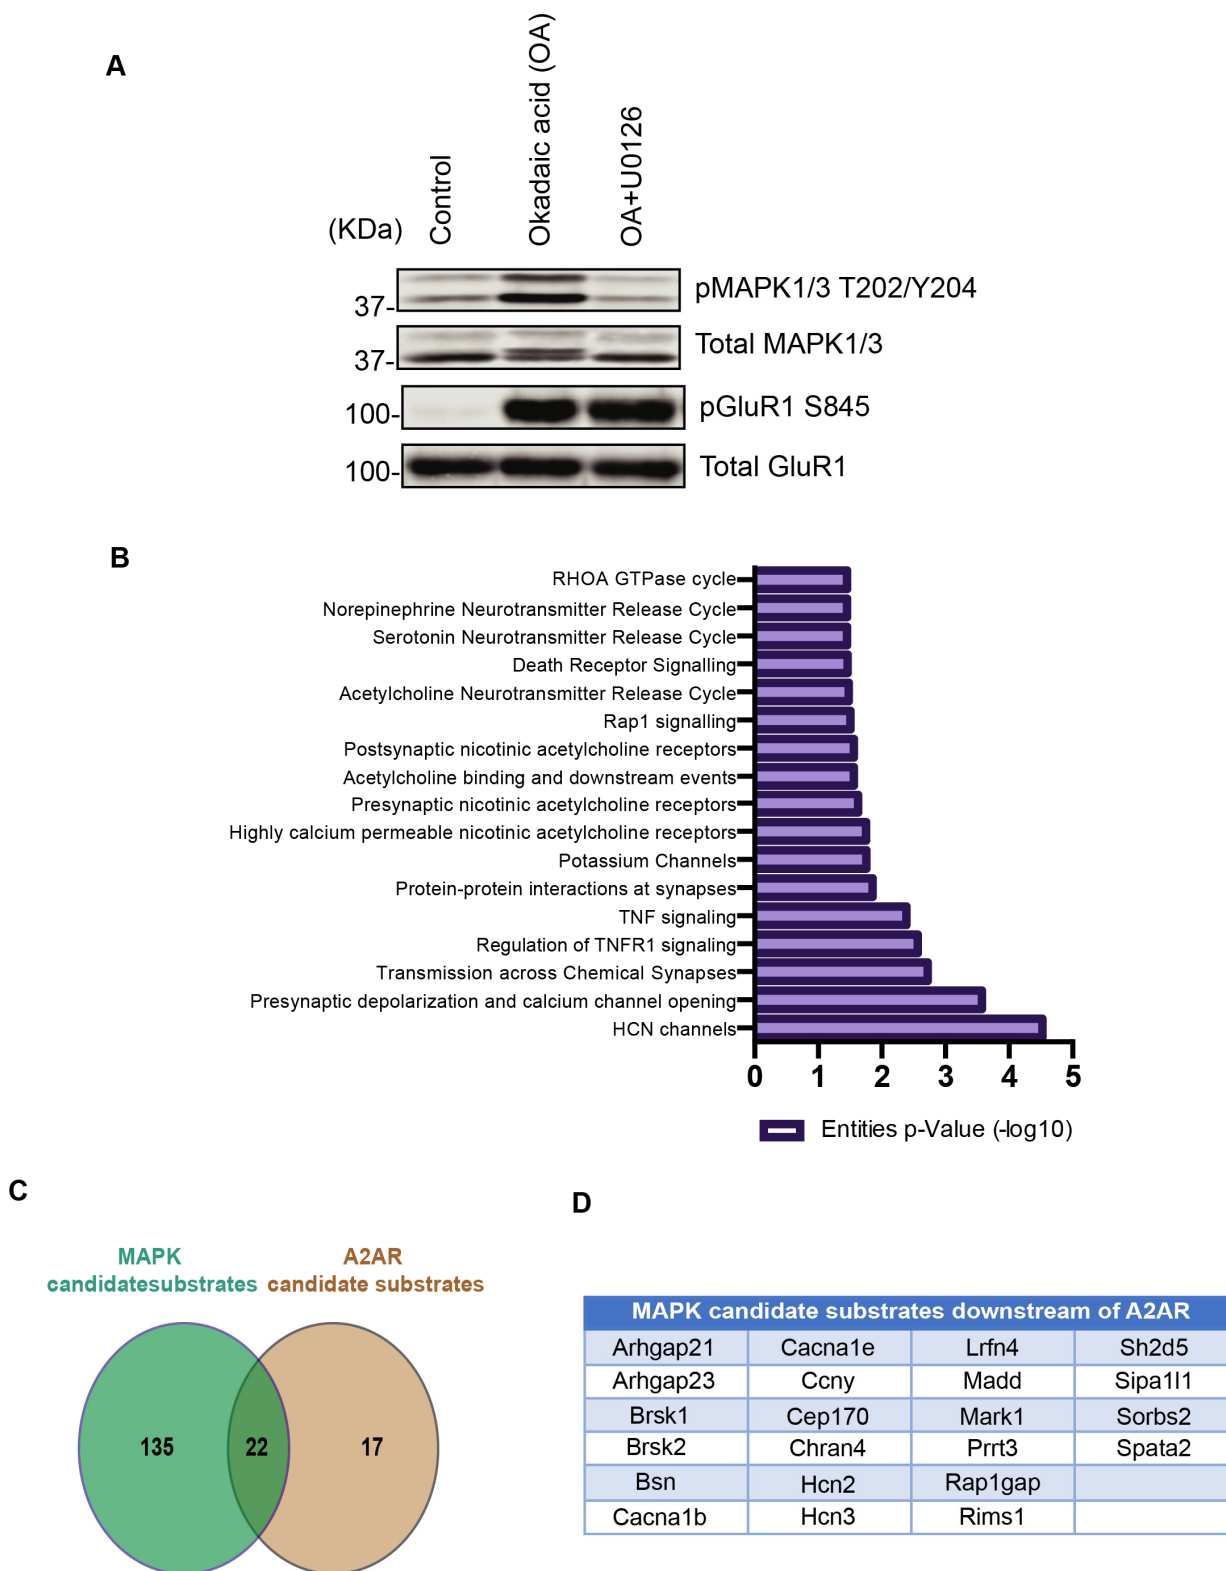 A
Control
Okadaic acid (OA)
OA+U0126
(KDa)
37-
pMAPK1/3 T202/Y204
37-
Total MAPK1/3
100-
pGluR1 S845
100-
Total GluR1
B
RHOA GTPase cycle
Norepinephrine Neurotransmitter Release Cycle
Serotonin Neurotransmitter Release Cycle
Death Receptor Signalling
Acetylcholine Neurotransmitter Release Cycle
Rap1 signalling
Postsynaptic nicotinic acetylcholine receptors
Acetylcholine binding and downstream events
Presynaptic nicotinic acetylcholine receptors
Highly calcium permeable nicotinic acetylcholine receptors
Potassium Channels
Protein-protein interactions at synapses
TNF signaling
Regulation of TNFR1 signaling
Transmission across Chemical Synapses
Presynaptic depolarization and calcium channel opening
HCN channels
0 1 2 3 4 5
Entities p-Value (-log10)
C
MAPK
candidatesubstrates
A2AR
candidate substrates
135 22 17
D
MAPK candidate substrates downstream of A2AR
Arhgap21 Cacna1e Lrfn4 Sh2d5
Arhgap23 Ccny Madd Sipa1l1
Brsk1 Cep170 Mark1 Sorbs2
Brsk2 Chran4 Prrt3 Spata2
Bsn Hcn2 Rap1gap
Cacna1b Hcn3 Rims1